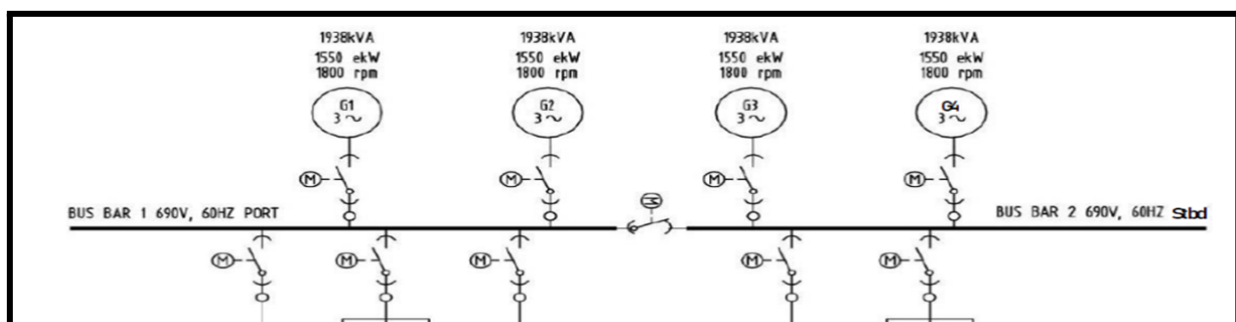 1938kVA
1550 ekW
1800 rpm
G1
3 ~
1938kVA
1550 ekW
1800 rpm
G2
3 ~
1938kVA
1550 ekW
1800 rpm
G3
3 ~
1938kVA
1550 ekW
1800 rpm
G4
3 ~
M
M
M
M
BUS BAR 1 690V, 60HZ PORT
M
BUS BAR 2 690V, 60HZ Stbd
M
M
M
M
M